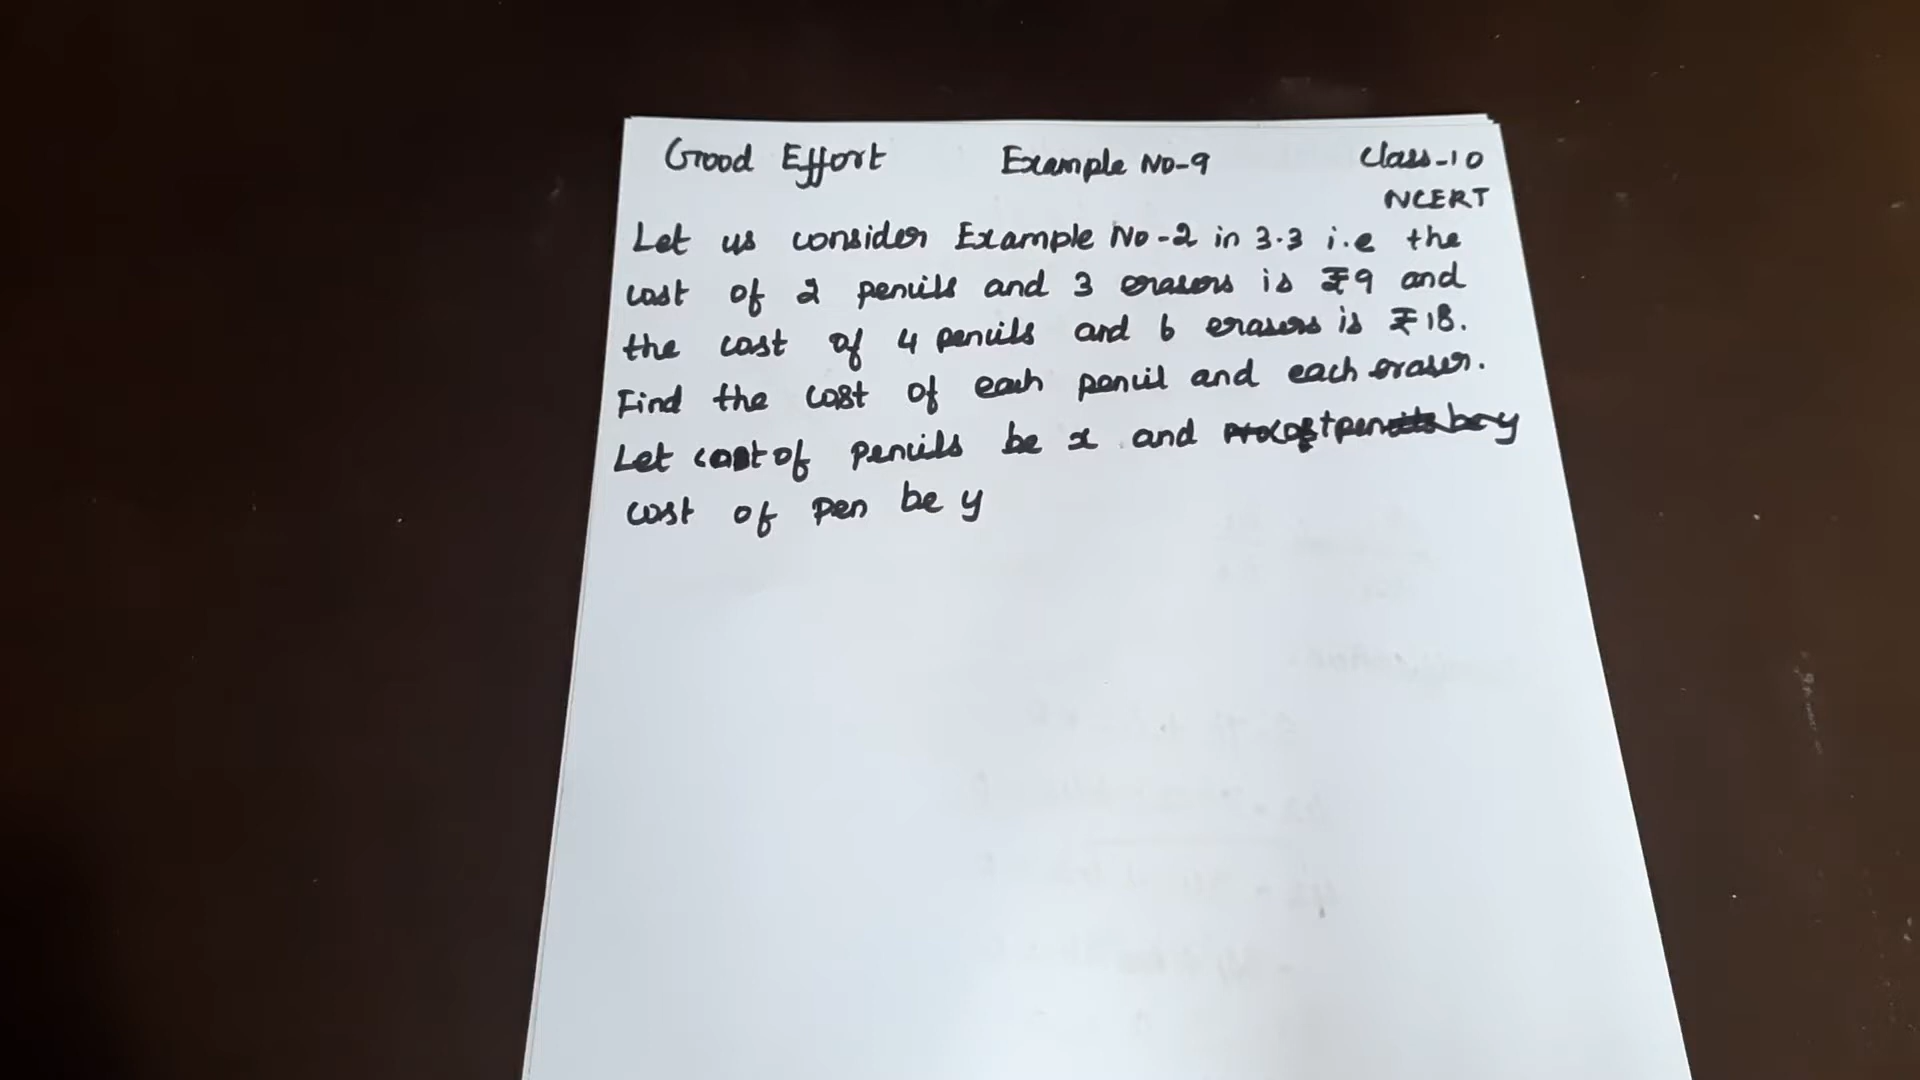 Good Effort Example No-9 Class-10
NCERT
Let us consider Example No-2 in 3.3 i.e the
cost of 2 pencils and 3 erasers is ₹9 and
the cost of 4 pencils and 6 erasers is ₹18.
Find the cost of each pencil and each eraser.
Let cost of pencils be x and
cost of pen be y